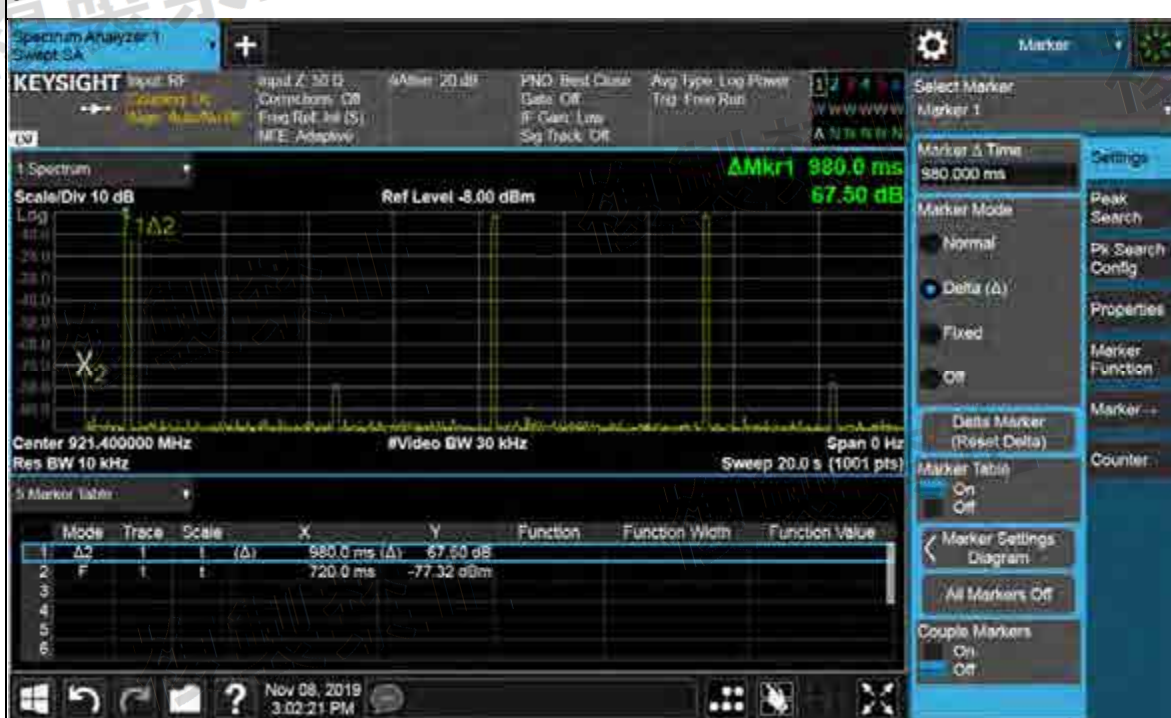 Spectrum Analyzer 1
Swept SA
+
Marker
KEYSIGHT Input: RF
Coupling: DC
Input Z: 50 Ω
Corrections: Off
Freq Ref: Int (S)
NFE: Adaptive
#Atten: 20 dB
PNO: Best Close
Gate: Off
IF Gain: Low
Sig Track: Off
Avg Type: Log Power
Trig: Free Run
1 Spectrum
Scale/Div 10 dB
Ref Level -8.00 dBm
ΔMkr1 980.0 ms
67.50 dB
Log
1Δ2
X2
Center 921.400000 MHz
#Video BW 30 kHz
Span 0 Hz
Res BW 10 kHz
Sweep 20.0 s (1001 pts)
5 Marker Table
Mode Trace Scale X Y Function Function Width Function Value
1 Δ2 1 t (Δ) 980.0 ms (Δ) 67.50 dB
2 F 1 t 720.0 ms -77.32 dBm
3
4
5
6
Nov 08, 2019
3:02:21 PM
Select Marker
Marker 1
Marker Δ Time
980.000 ms
Marker Mode
Normal
Delta (Δ)
Fixed
Off
Delta Marker
(Reset Delta)
Marker Table
On
Off
Marker Settings
Diagram
All Markers Off
Couple Markers
On
Off
Settings
Peak
Search
Pk Search
Config
Properties
Marker
Function
Marker→
Counter